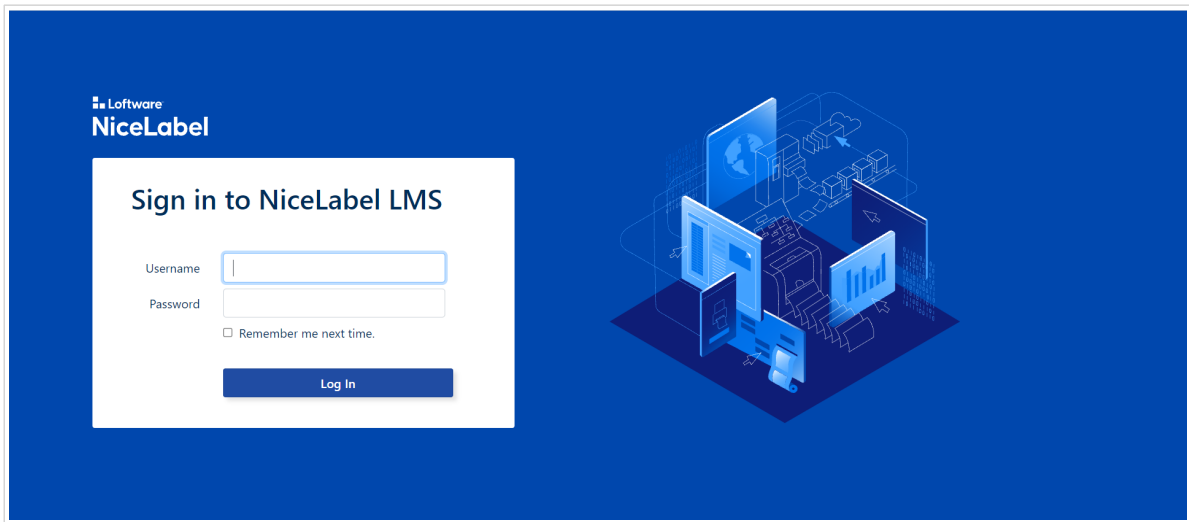 Loftware
NiceLabel
Sign in to NiceLabel LMS
Username
Password
Remember me next time.
Log In